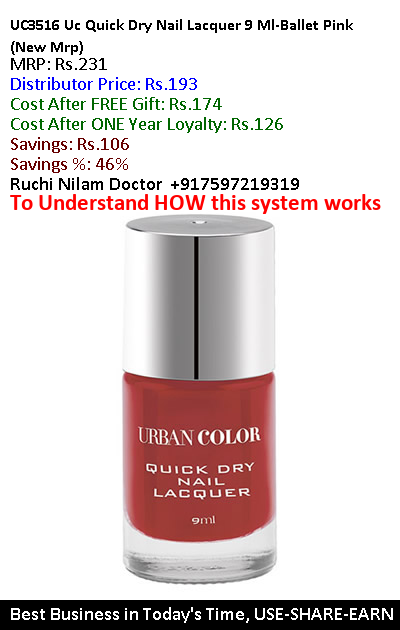 UC3516 Uc Quick Dry Nail Lacquer 9 Ml-Ballet Pink
(New Mrp)
MRP: Rs.231
Distributor Price: Rs.193
Cost After FREE Gift: Rs.174
Cost After ONE Year Loyalty: Rs.126
Savings: Rs.106
Savings %: 46%
Ruchi Nilam Doctor +917597219319
To Understand HOW this system works
URBAN COLOR
QUICK DRY
NAIL
LACQUER
9ml
Best Business in Today's Time, USE-SHARE-EARN